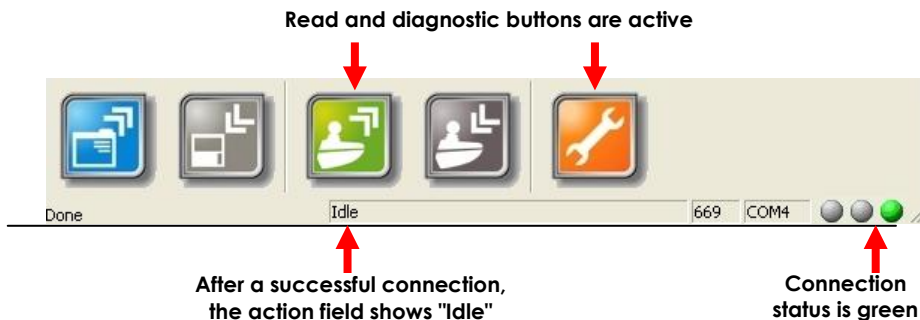 Read and diagnostic buttons are active
Done
Idle
669
COM4
After a successful connection,
the action field shows "Idle"
Connection
status is green